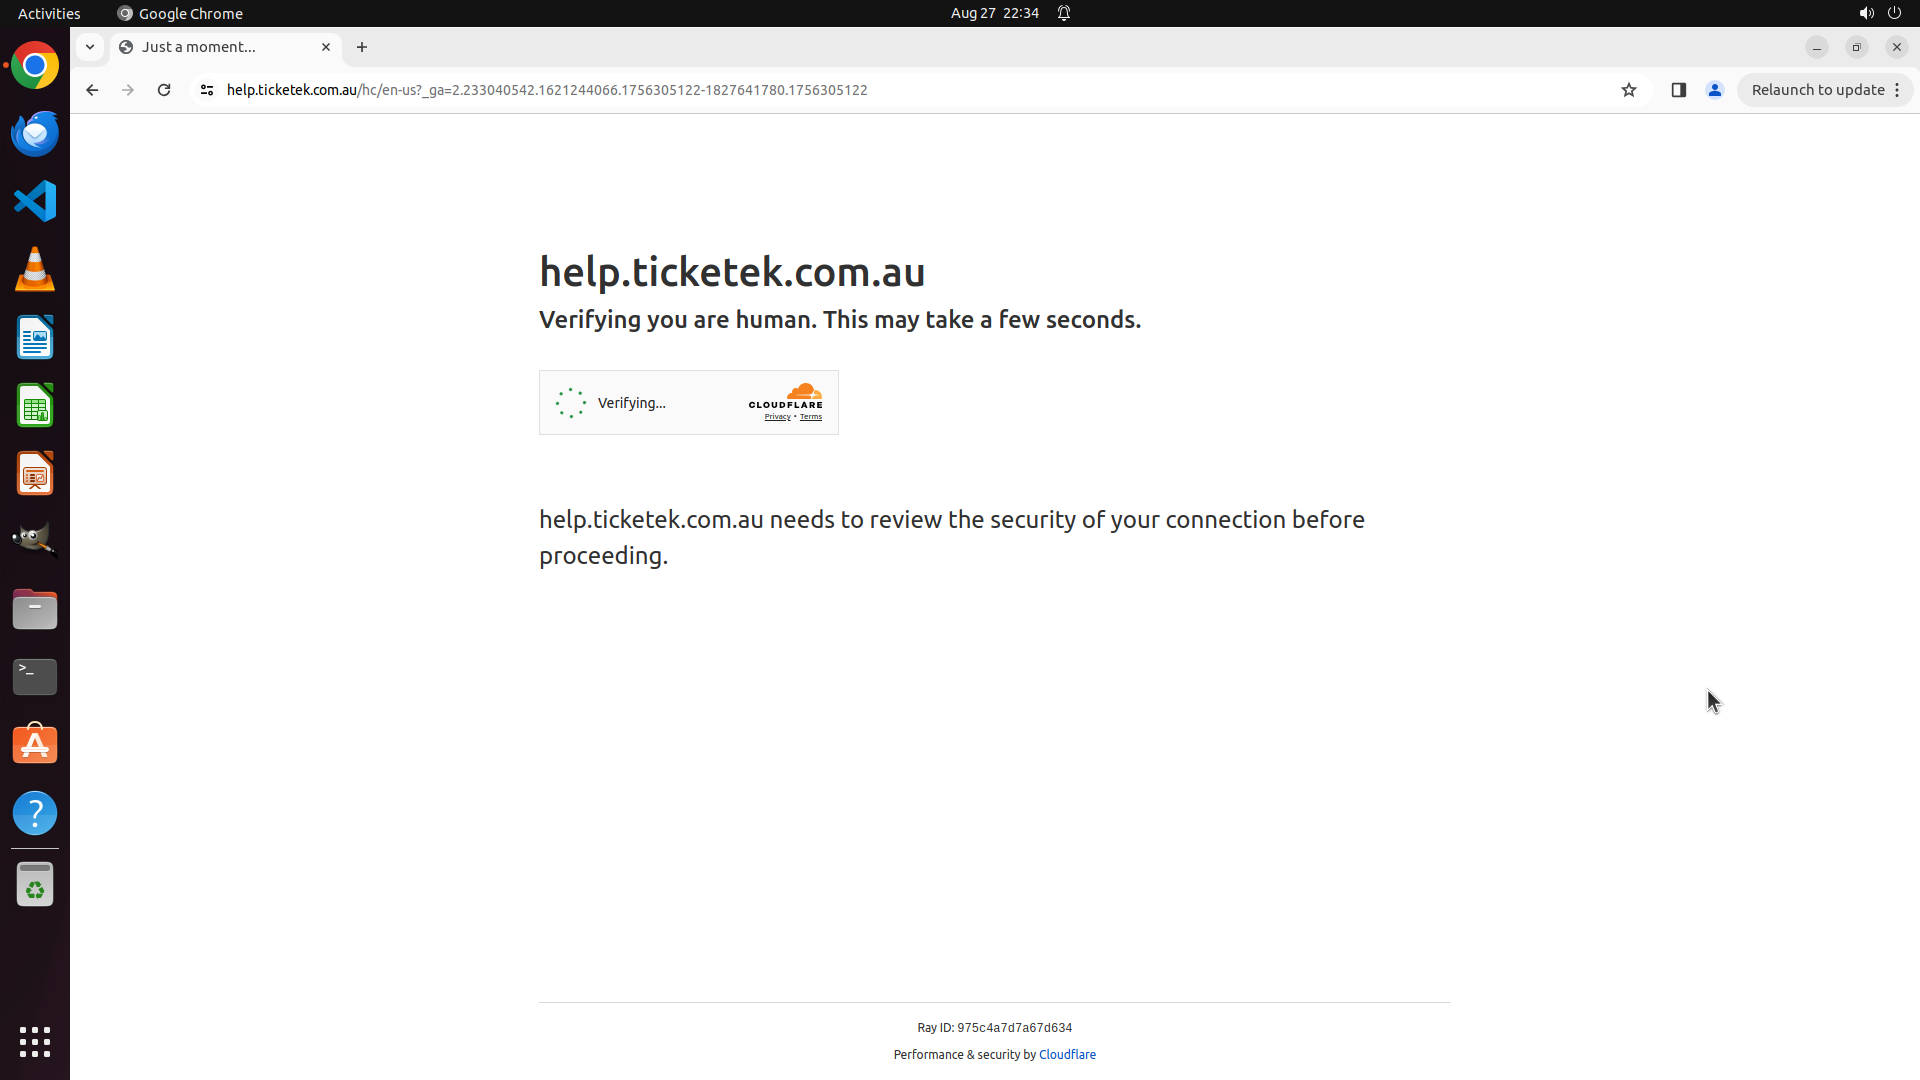 Activities
Google Chrome
Aug 27 22:34
Just a moment...
help.ticketek.com.au/hc/en-us?_ga=2.233040542.1621244066.1756305122-1827641780.1756305122
Relaunch to update
help.ticketek.com.au
Verifying you are human. This may take a few seconds.
Verifying...
CLOUDFLARE
Privacy • Terms
help.ticketek.com.au needs to review the security of your connection before
proceeding.
Ray ID: 975c4a7d7a67d634
Performance & security by Cloudflare